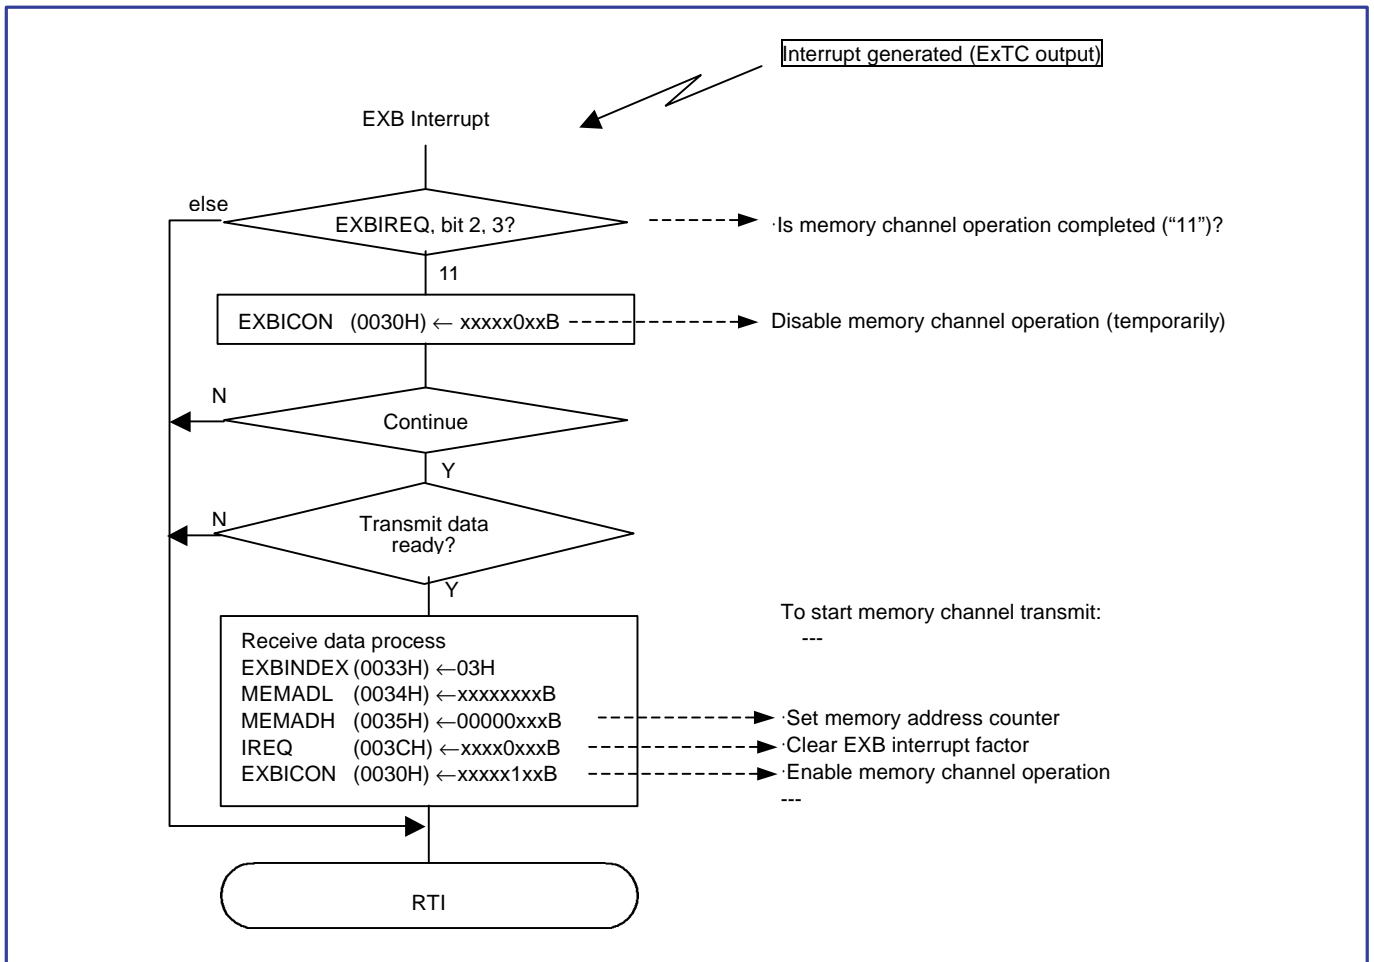 Interrupt generated (ExTC output)
EXB Interrupt
else
EXBIREQ, bit 2, 3?
·Is memory channel operation completed (“11”)?
11
EXBICON (0030H) ← xxxxx0xxB
Disable memory channel operation (temporarily)
N
Continue
Y
N
Transmit data
ready?
Y
To start memory channel transmit:
---
Receive data process
EXBINDEX (0033H) ←03H
MEMADL (0034H) ←xxxxxxxxB
MEMADH (0035H) ←00000xxxB
·Set memory address counter
IREQ (003CH) ←xxxx0xxxB
·Clear EXB interrupt factor
EXBICON (0030H) ←xxxxx1xxB
·Enable memory channel operation
---
RTI